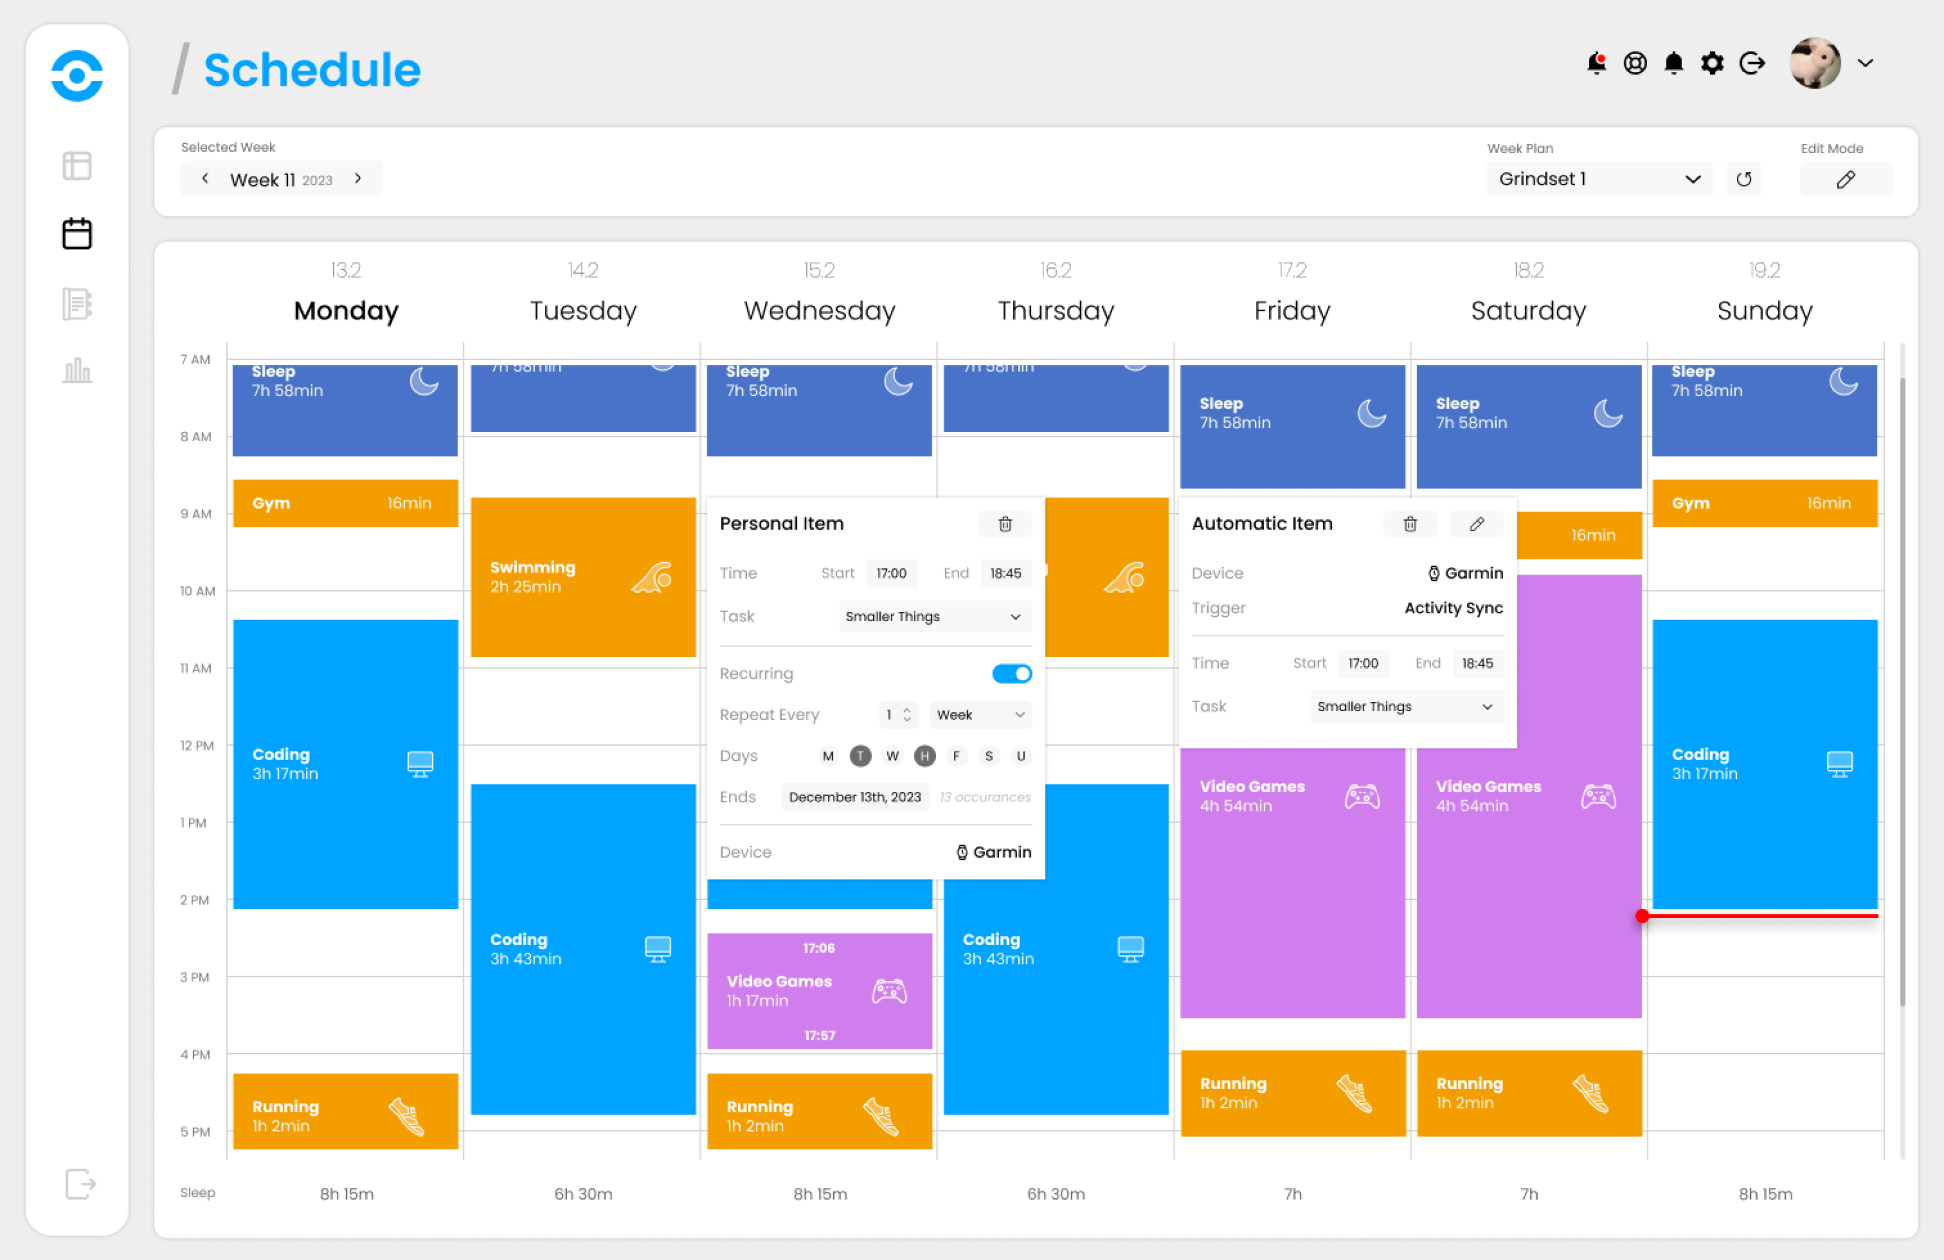 / Schedule
Selected Week
Week 11 2023
Week Plan
Grindset 1
Edit Mode
13.2
Monday
14.2
Tuesday
15.2
Wednesday
16.2
Thursday
17.2
Friday
18.2
Saturday
19.2
Sunday
7 AM
8 AM
9 AM
10 AM
11 AM
12 PM
1 PM
2 PM
3 PM
4 PM
5 PM
Sleep
7h 58min
Gym 16min
Coding
3h 17min
Running
1h 2min
7h 58min
Swimming
2h 25min
Coding
3h 43min
Sleep
7h 58min
Personal Item
Time Start 17:00 End 18:45
Task Smaller Things
Recurring
Repeat Every 1 Week
Days M T W H F S U
Ends December 13th, 2023 13 occurances
Device Garmin
17:06
Video Games
1h 17min
17:57
Running
1h 2min
7h 58min
Coding
3h 43min
Sleep
7h 58min
Automatic Item
Device Garmin
Trigger Activity Sync
Time Start 17:00 End 18:45
Task Smaller Things
Video Games
4h 54min
Running
1h 2min
Sleep
7h 58min
16min
Video Games
4h 54min
Running
1h 2min
Sleep
7h 58min
Gym 16min
Coding
3h 17min
Sleep 8h 15m 6h 30m 8h 15m 6h 30m 7h 7h 8h 15m